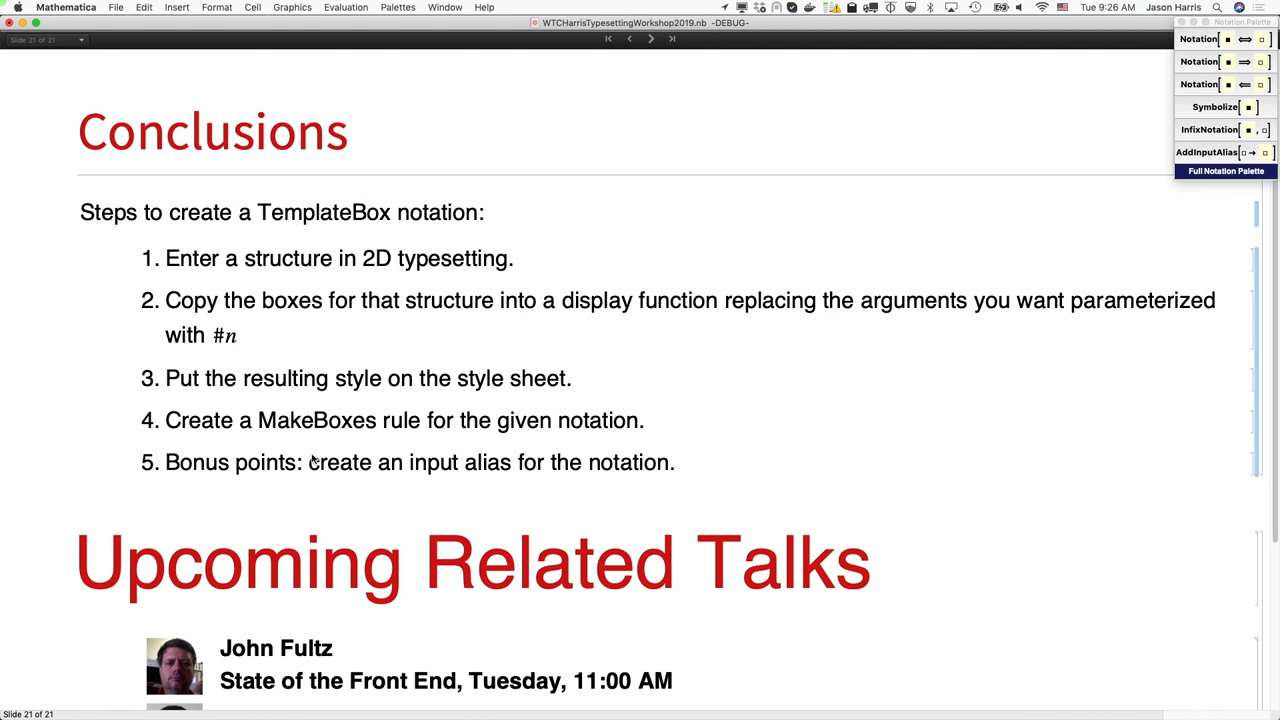 Mathematica File Edit Insert Format Cell Graphics Evaluation Palettes Window Help Tue 9:26 AM Jason Harris
WTCHarrisTypesettingWorkshop2019.nb -DEBUG-
Notation Palette
Slide 21 of 21
Notation[■ ⟺ □]
Notation[■ ⟹ □]
Notation[■ ⟸ □]
Symbolize[■]
InfixNotation[■, □]
AddInputAlias[□ → □]
Full Notation Palette
Conclusions
Steps to create a TemplateBox notation:
1. Enter a structure in 2D typesetting.
2. Copy the boxes for that structure into a display function replacing the arguments you want parameterized
with #n
3. Put the resulting style on the style sheet.
4. Create a MakeBoxes rule for the given notation.
5. Bonus points: create an input alias for the notation.
Upcoming Related Talks
John Fultz
State of the Front End, Tuesday, 11:00 AM
Slide 21 of 21